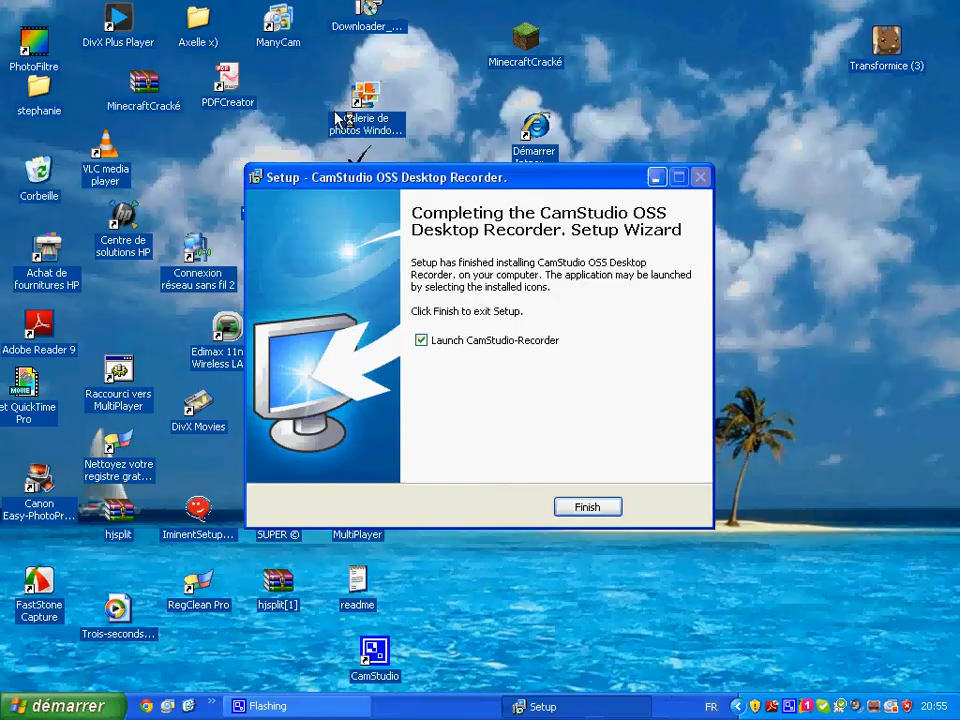 DivX Plus Player
Axelle x)
ManyCam
Downloader_...
PhotoFiltre
MinecraftCracké
Transformice (3)
stephanie
MinecraftCracké
PDFCreator
photos Windo...
Démarrer
VLC media
player
Corbeille
Centre de
solutions HP
Achat de
fournitures HP
Connexion
réseau sans fil 2
Adobe Reader 9
Edimax 11n
Wireless LA
Raccourci vers
MultiPlayer
MOVIE
et QuickTime
Pro
DivX Movies
Nettoyez votre
registre grat...
Canon
Easy-PhotoPr...
hjsplit
IminentSetup...
SUPER ©
MultiPlayer
FastStone
Capture
RegClean Pro
hjsplit[1]
readme
Trois-seconds...
CamStudio
Setup - CamStudio OSS Desktop Recorder.
Completing the CamStudio OSS
Desktop Recorder. Setup Wizard
Setup has finished installing CamStudio OSS Desktop
Recorder. on your computer. The application may be launched
by selecting the installed icons.
Click Finish to exit Setup.
Launch CamStudio-Recorder
Finish
démarrer
Flashing
Setup
FR
20:55